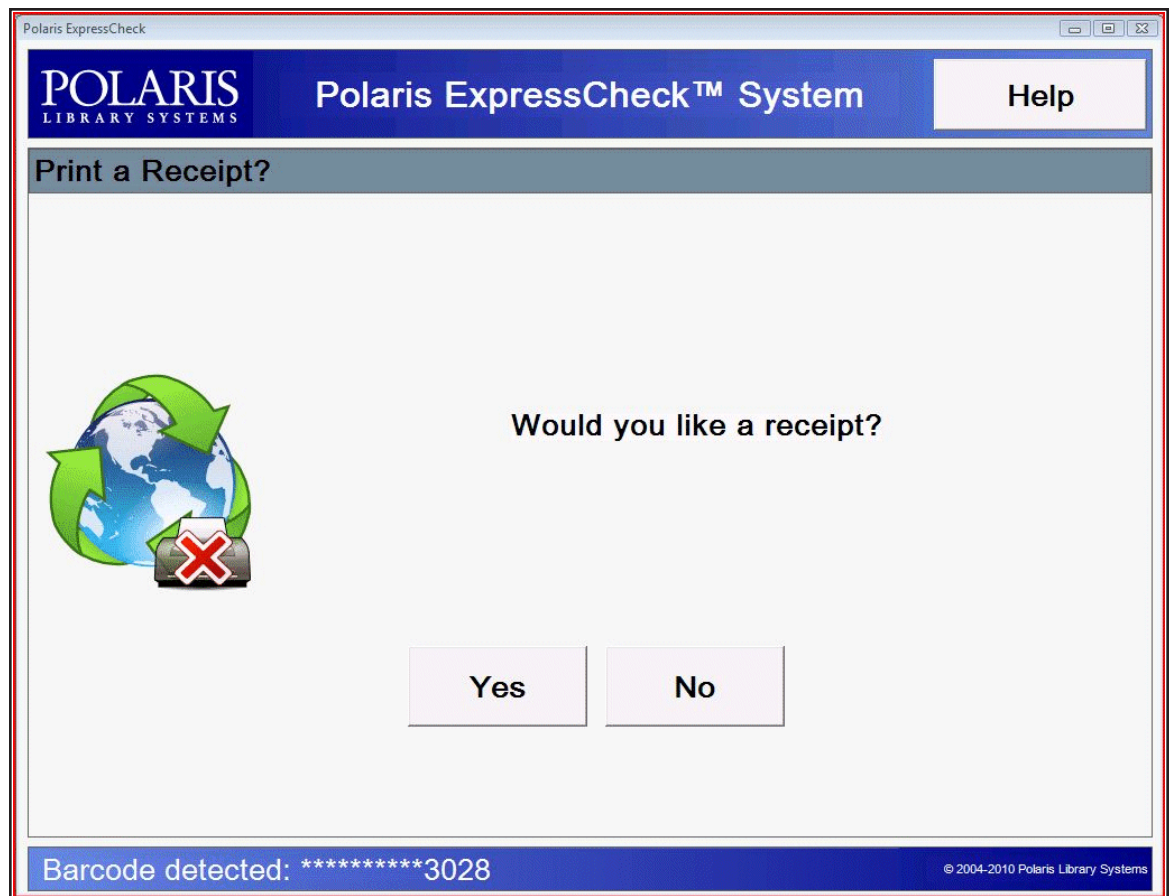 Polaris ExpressCheck
POLARIS
LIBRARY SYSTEMS
Polaris ExpressCheck™ System
Help
Print a Receipt?
Would you like a receipt?
Yes
No
Barcode detected: **********3028
© 2004-2010 Polaris Library Systems